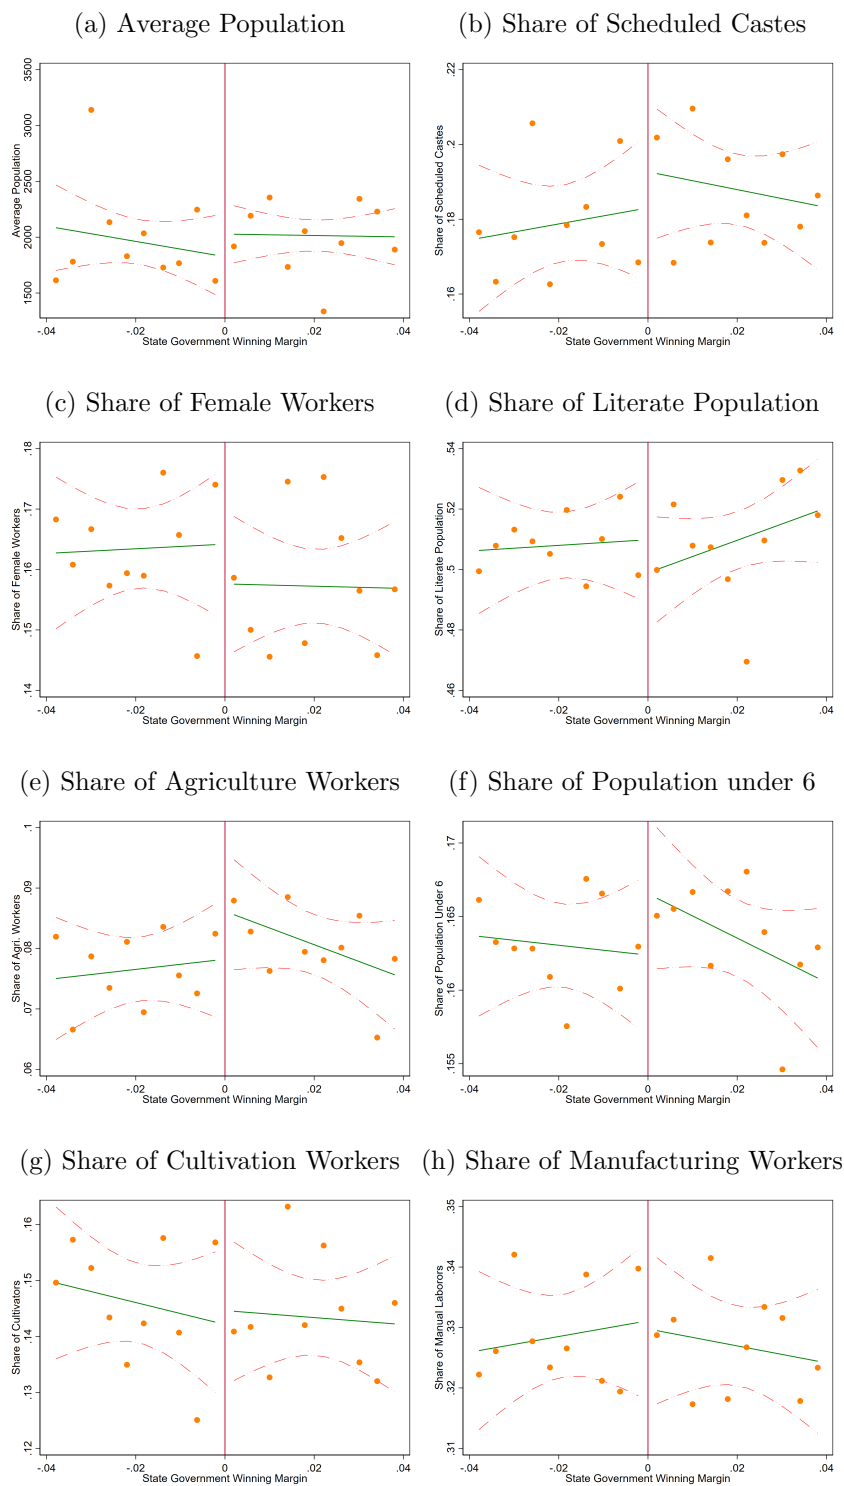 (a) Average Population
Average Population
3500
3000
2500
2000
1500
-.04 -.02 0 .02 .04
State Government Winning Margin
(b) Share of Scheduled Castes
Share of Scheduled Castes
.22
.2
.18
.16
-.04 -.02 0 .02 .04
State Government Winning Margin
(c) Share of Female Workers
Share of Female Workers
.18
.17
.16
.15
.14
-.04 -.02 0 .02 .04
State Government Winning Margin
(d) Share of Literate Population
Share of Literate Population
.54
.52
.5
.48
.46
-.04 -.02 0 .02 .04
State Government Winning Margin
(e) Share of Agriculture Workers
Share of Agri. Workers
.1
.09
.08
.07
.06
-.04 -.02 0 .02 .04
State Government Winning Margin
(f) Share of Population under 6
Share of Population Under 6
.17
.165
.16
.155
-.04 -.02 0 .02 .04
State Government Winning Margin
(g) Share of Cultivation Workers
Share of Cultivators
.16
.15
.14
.13
.12
-.04 -.02 0 .02 .04
State Government Winning Margin
(h) Share of Manufacturing Workers
Share of Manual Laborors
.35
.34
.33
.32
.31
-.04 -.02 0 .02 .04
State Government Winning Margin